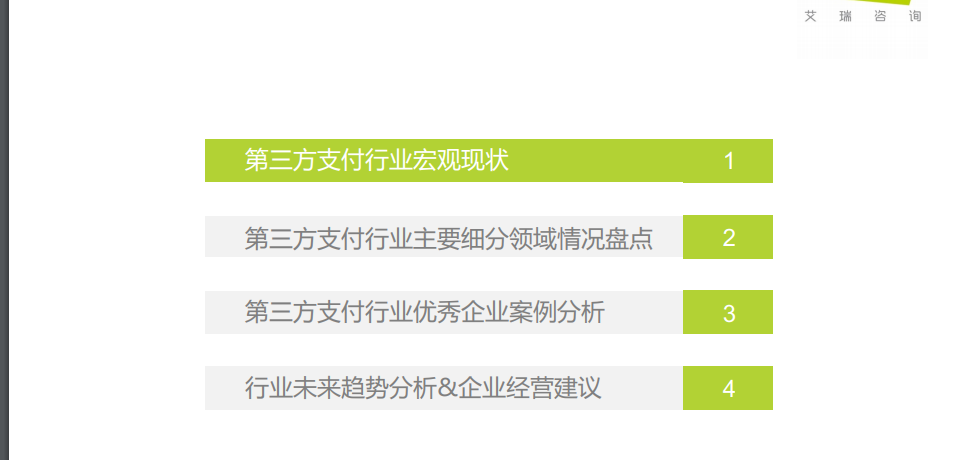 艾瑞咨询
第三方支付行业宏观现状 1
第三方支付行业主要细分领域情况盘点 2
第三方支付行业优秀企业案例分析 3
行业未来趋势分析&企业经营建议 4